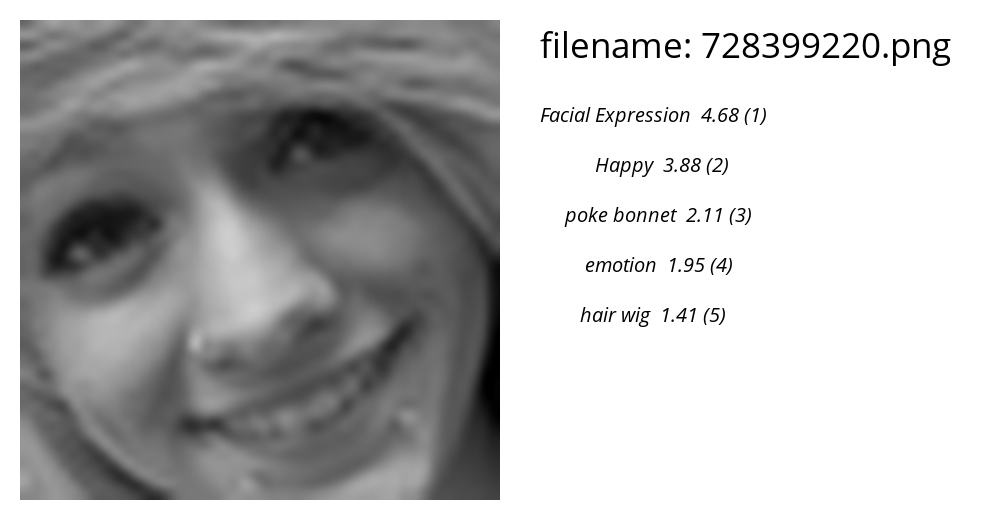 filename: 728399220.png
Facial Expression 4.68 (1)
Happy 3.88 (2)
poke bonnet 2.11 (3)
emotion 1.95 (4)
hair wig 1.41 (5)